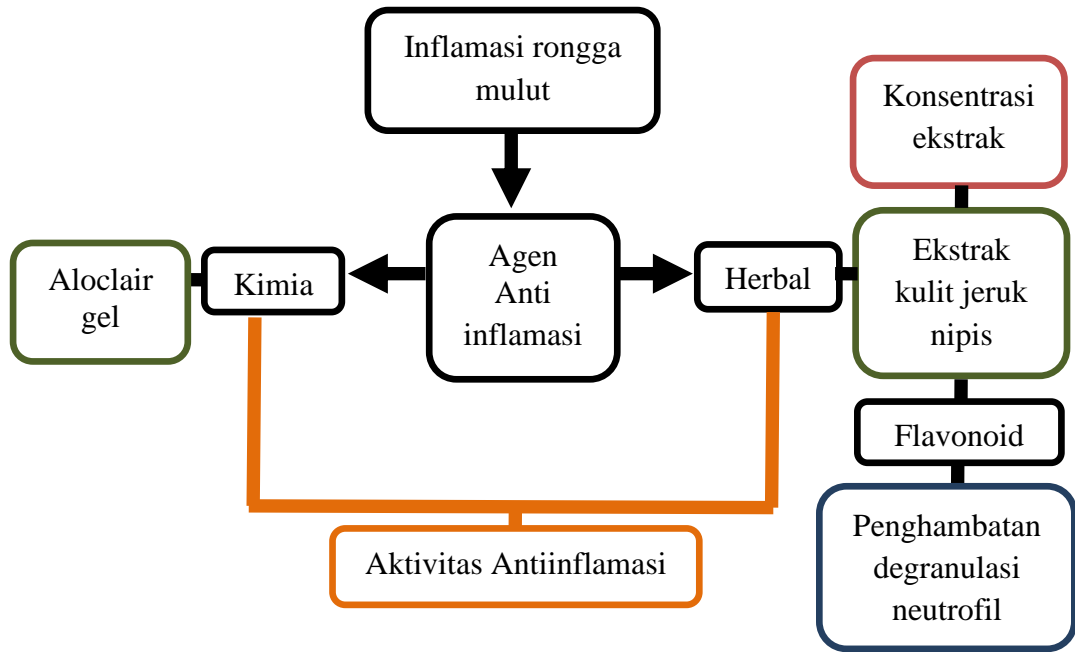 Inflamasi rongga
mulut
Konsentrasi
ekstrak
Aloclair
gel
Kimia
Agen
Anti
inflamasi
Herbal
Ekstrak
kulit jeruk
nipis
Flavonoid
Aktivitas Antiinflamasi
Penghambatan
degranulasi
neutrofil